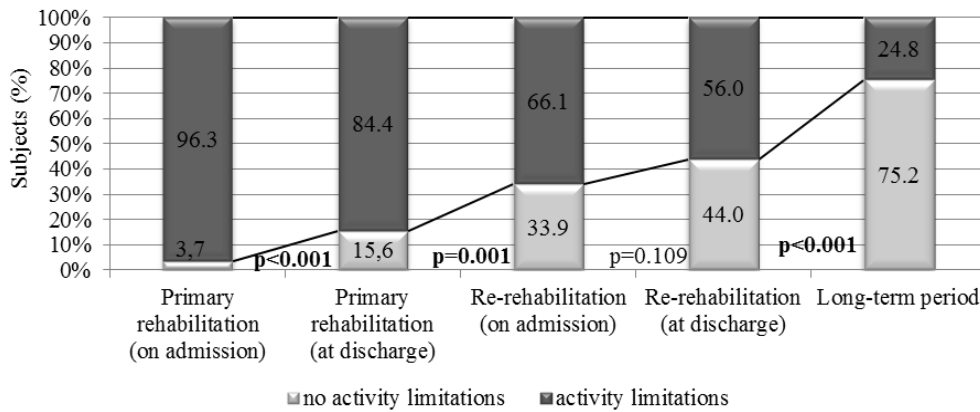 100%
90%
80%
70%
60%
50%
40%
30%
20%
10%
0%
Subjects (%)
96.3
3,7
p<0.001
84.4
15,6
p=0.001
66.1
33.9
p=0.109
56.0
44.0
p<0.001
24.8
75.2
Primary
rehabilitation
(on admission)
Primary
rehabilitation
(at discharge)
Re-rehabilitation
(on admission)
Re-rehabilitation
(at discharge)
Long-term period
no activity limitations
activity limitations